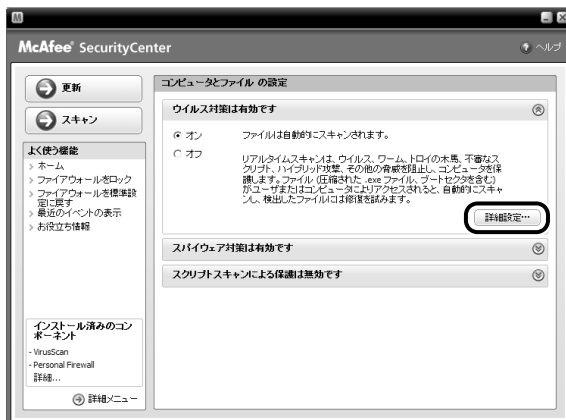 McAfee® SecurityCenter
? ヘルプ
更新
スキャン
よく使う機能
> ホーム
> ファイアウォールをロック
> ファイアウォールを標準設
定に戻す
> 最近のイベントの表示
> お役立ち情報
インストール済みのコン
ポーネント
- VirusScan
- Personal Firewall
詳細...
詳細メニュー
コンピュータとファイル の設定
ウイルス対策は有効です
オン ファイルは自動的にスキャンされます。
オフ
リアルタイムスキャンは、ウイルス、ワーム、トロイの木馬、不審なス
クリプト、ハイブリッド攻撃、その他の脅威を阻止し、コンピュータを保
護します。ファイル (圧縮された .exe ファイル、ブートセクタを含む)
がユーザまたはコンピュータによりアクセスされると、自動的にスキャ
ンし、検出したファイルには修復を試みます。
詳細設定…
スパイウェア対策は有効です
スクリプトスキャンによる保護は無効です